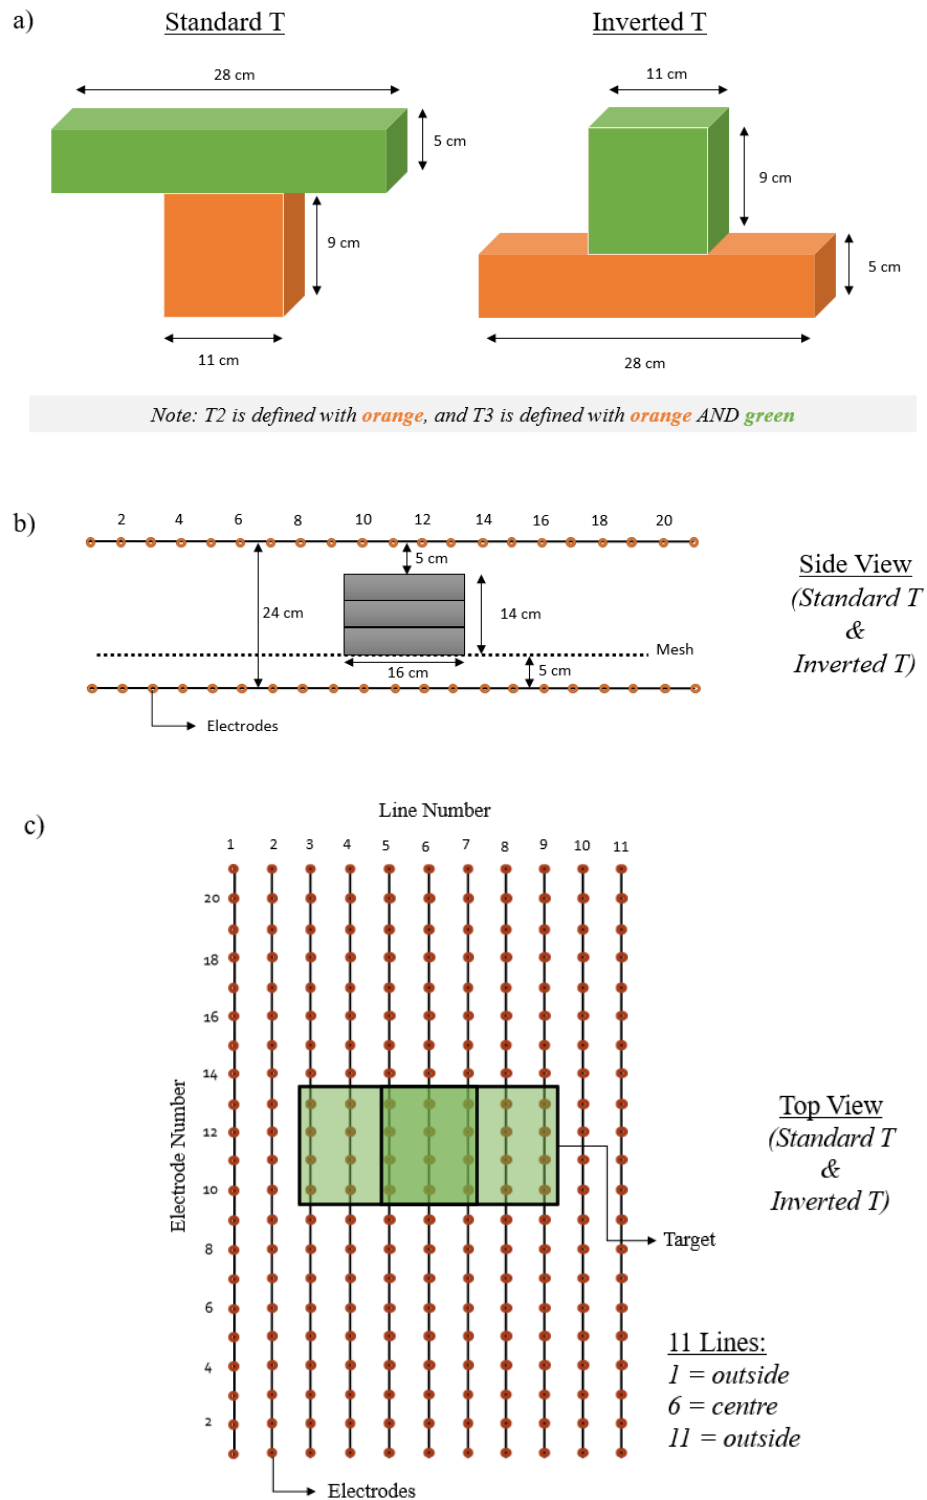 a)
Standard T
Inverted T
28 cm
11 cm
5 cm
9 cm
9 cm
5 cm
11 cm
28 cm
Note: T2 is defined with orange, and T3 is defined with orange AND green
b)
2 4 6 8 10 12 14 16 18 20
5 cm
24 cm
14 cm
Mesh
16 cm
5 cm
Electrodes
Side View
(Standard T
&
Inverted T)
c)
Line Number
1 2 3 4 5 6 7 8 9 10 11
20
18
16
14
12
10
8
6
4
2
Electrode Number
Top View
(Standard T
&
Inverted T)
Target
11 Lines:
1 = outside
6 = centre
11 = outside
Electrodes